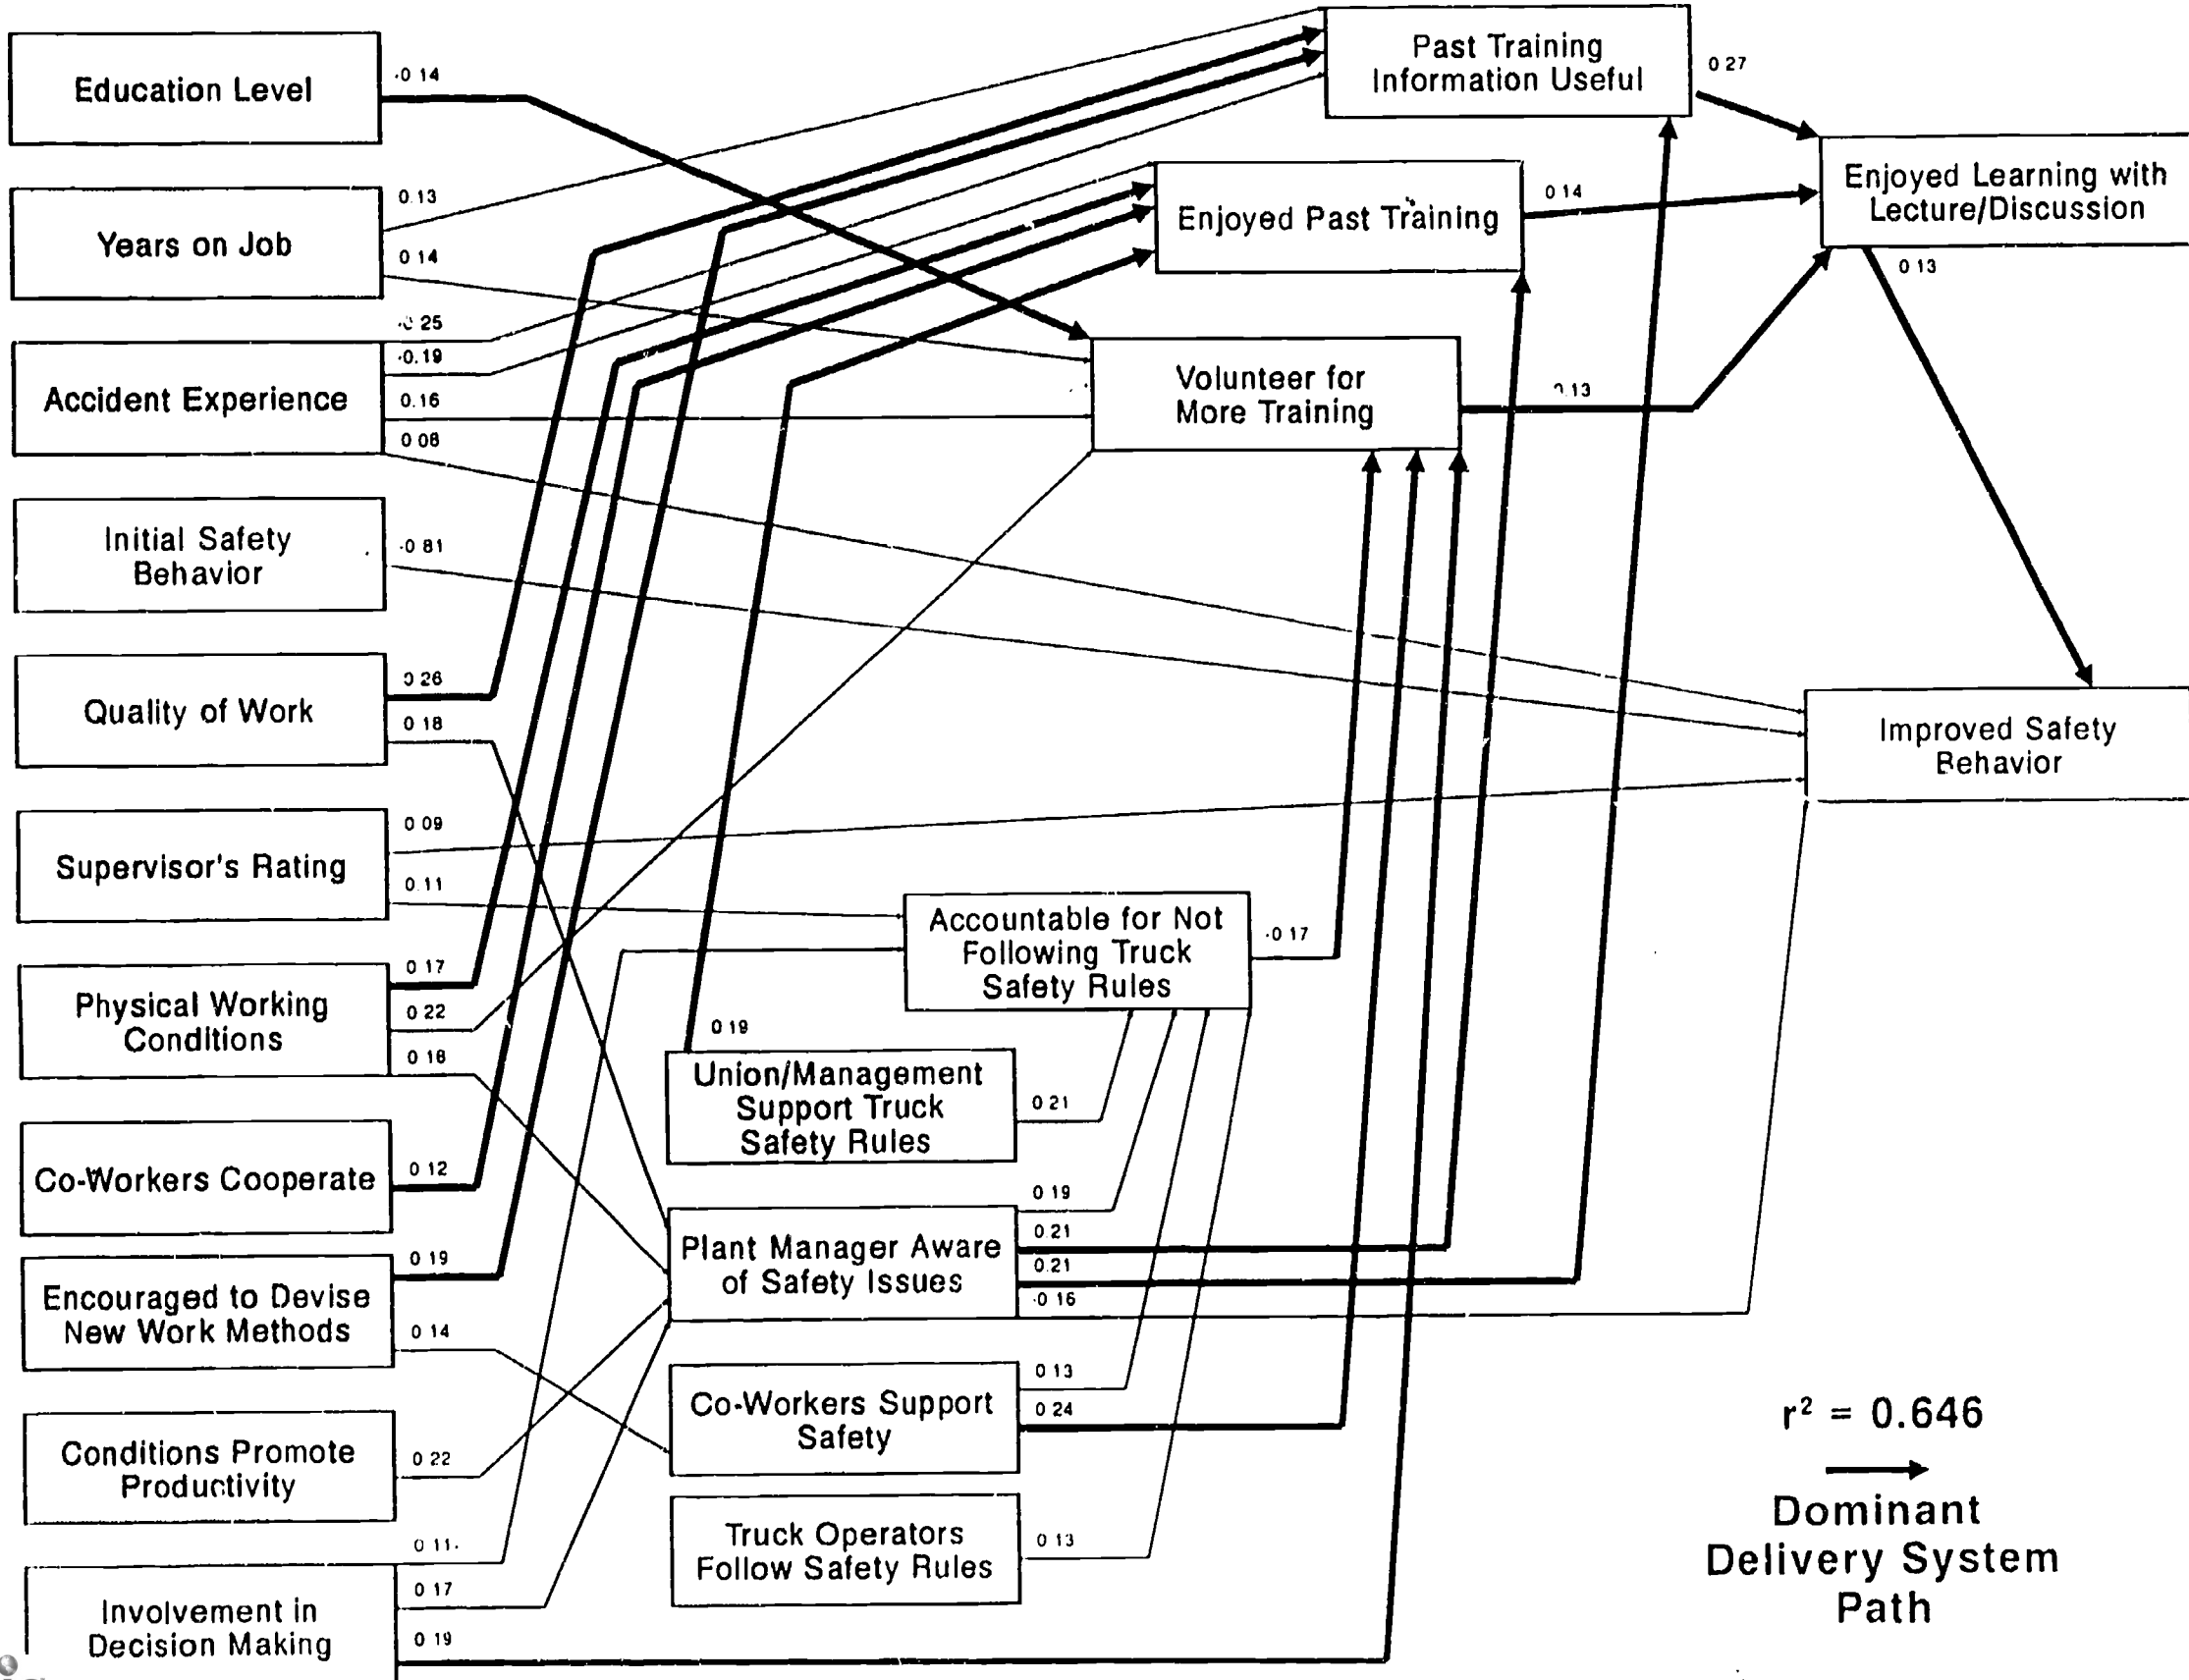 Education Level
-0 14
Years on Job
0.13
0 14
Accident Experience
-0 25
-0.19
0.16
0 08
Initial Safety
Behavior
-0 81
Quality of Work
0 26
0 18
Supervisor's Rating
0 09
0.11
Physical Working
Conditions
0 17
0 22
0 18
Co-Workers Cooperate
0 12
Encouraged to Devise
New Work Methods
0 19
0 14
Conditions Promote
Productivity
0 22
Involvement in
Decision Making
0 11
0 17
0 19
Past Training
Information Useful
0 27
Enjoyed Past Training
0 14
Volunteer for
More Training
0.13
Enjoyed Learning with
Lecture/Discussion
0 13
Improved Safety
Behavior
Accountable for Not
Following Truck
Safety Rules
-0 17
0 19
Union/Management
Support Truck
Safety Rules
0 21
Plant Manager Aware
of Safety Issues
0 19
0.21
0.21
-0 16
Co-Workers Support
Safety
0 13
0 24
Truck Operators
Follow Safety Rules
0 13
r² = 0.646
Dominant
Delivery System
Path